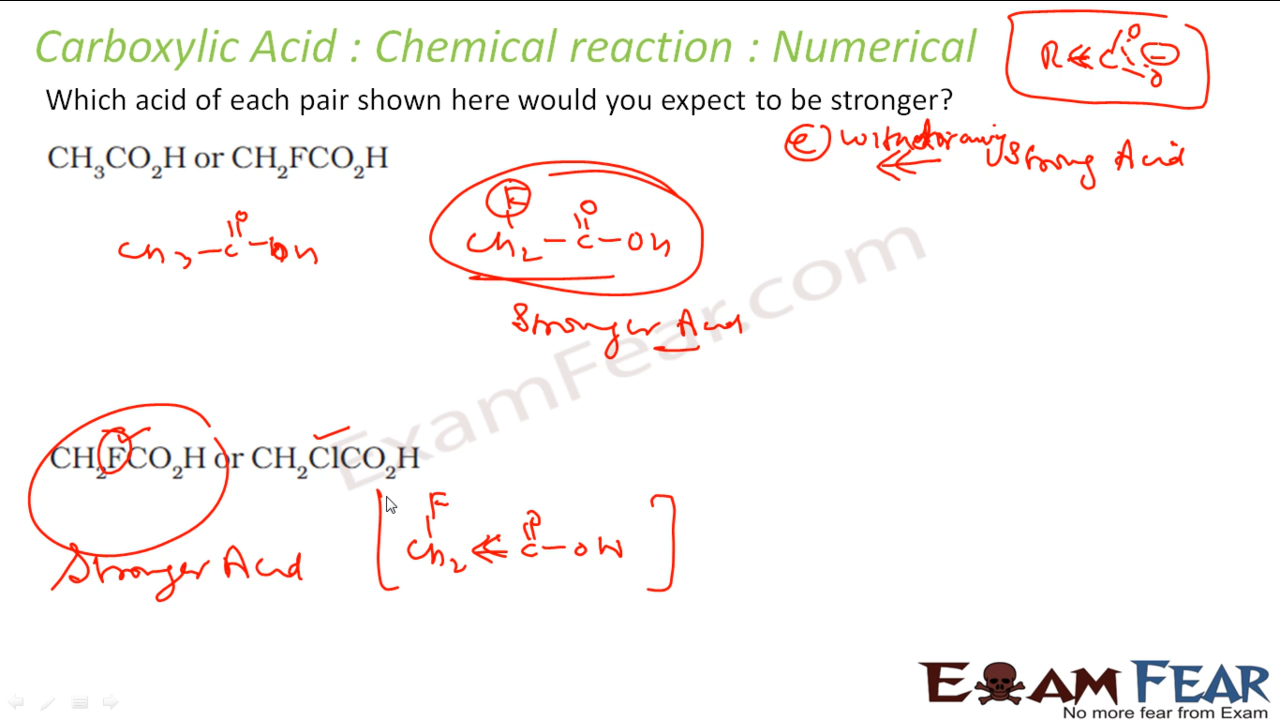 Carboxylic Acid : Chemical reaction : Numerical
R C O O
Which acid of each pair shown here would you expect to be stronger?
e withdrawing Strong Acid
CH₃CO₂H or CH₂FCO₂H
F O
CH₃ – C – OH
CH₂ – C – OH
Stronger Acid
ExamFear.com
CH₂FCO₂H or CH₂ClCO₂H
F O
CH₂ C – OH
Stronger Acid
EXAM FEAR
No more fear from Exam